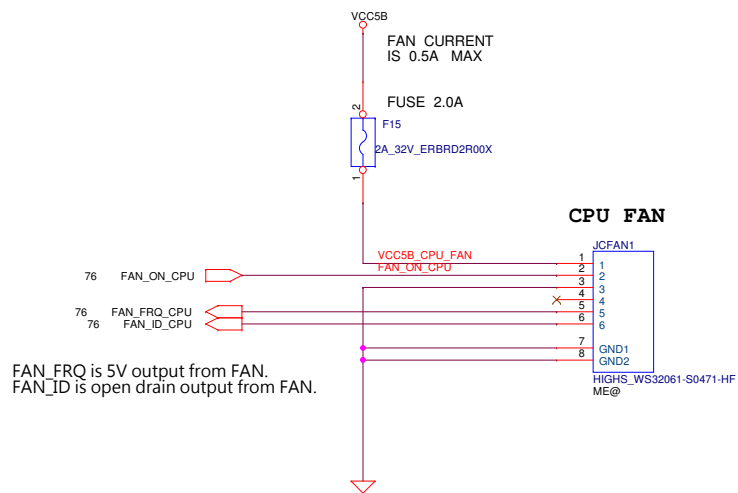 VCC5B
FAN CURRENT
IS 0.5A MAX
2
FUSE 2.0A
F15
2A_32V_ERBRD2R00X
1
CPU FAN
JCFAN1
VCC5B_CPU_FAN
1
1
76 FAN_ON_CPU
FAN_ON_CPU
2
2
3
3
4
4
76 FAN_FRQ_CPU
5
5
76 FAN_ID_CPU
6
6
7
GND1
8
GND2
FAN_FRQ is 5V output from FAN.
FAN_ID is open drain output from FAN.
HIGHS_WS32061-S0471-HF
ME@